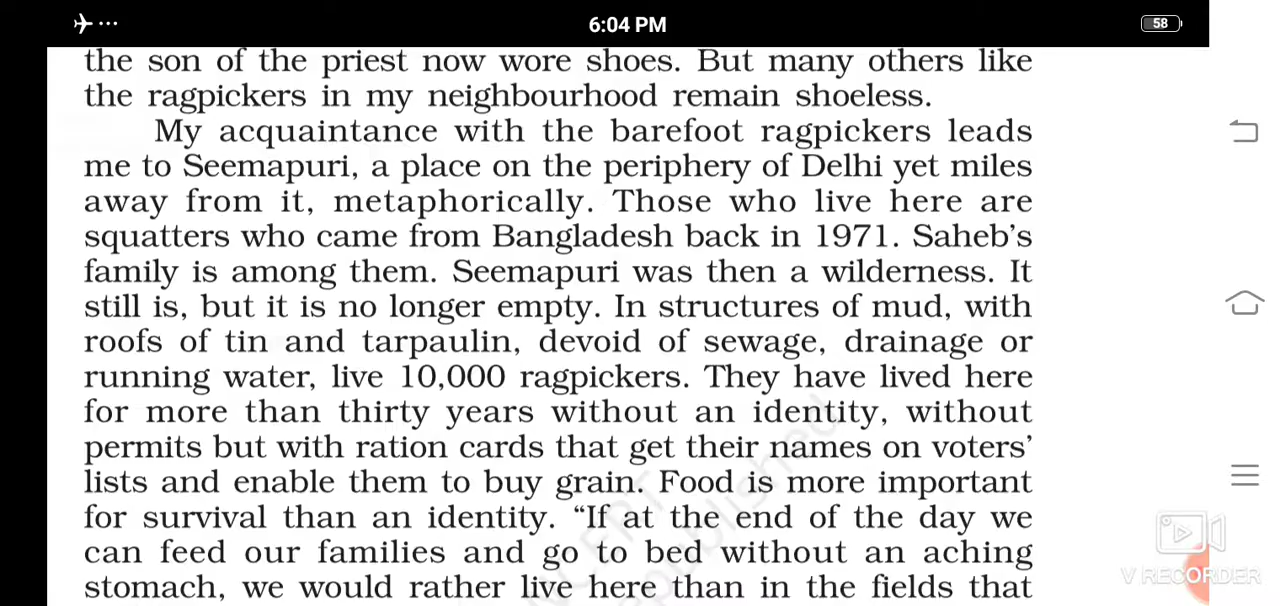 6:04 PM
58
the son of the priest now wore shoes. But many others like
the ragpickers in my neighbourhood remain shoeless.
My acquaintance with the barefoot ragpickers leads
me to Seemapuri, a place on the periphery of Delhi yet miles
away from it, metaphorically. Those who live here are
squatters who came from Bangladesh back in 1971. Saheb’s
family is among them. Seemapuri was then a wilderness. It
still is, but it is no longer empty. In structures of mud, with
roofs of tin and tarpaulin, devoid of sewage, drainage or
running water, live 10,000 ragpickers. They have lived here
for more than thirty years without an identity, without
permits but with ration cards that get their names on voters’
lists and enable them to buy grain. Food is more important
for survival than an identity. “If at the end of the day we
can feed our families and go to bed without an aching
stomach, we would rather live here than in the fields that
V RECORDER